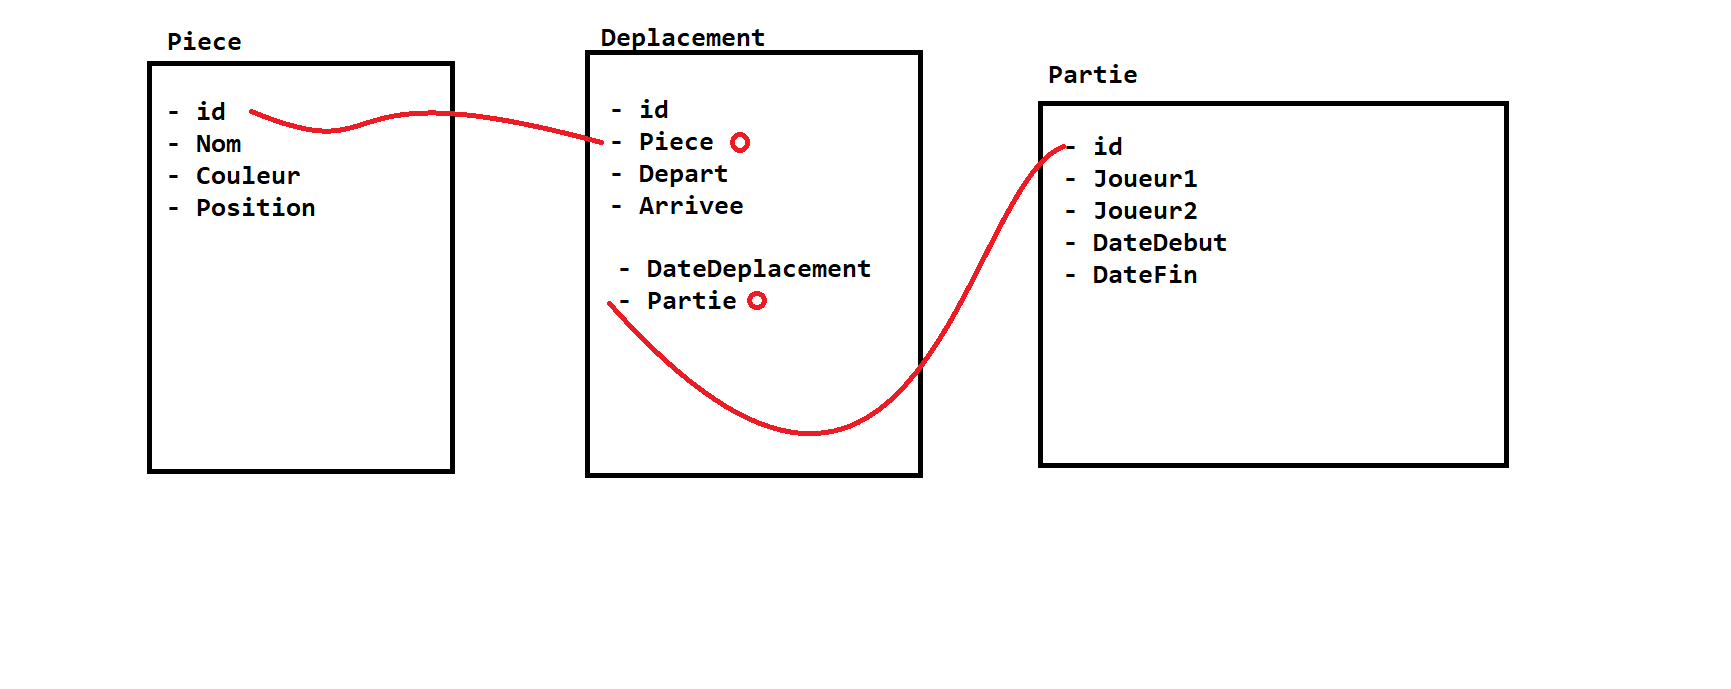 Piece
- id
- Nom
- Couleur
- Position
Deplacement
- id
- Piece
- Depart
- Arrivee
- DateDeplacement
- Partie
Partie
- id
- Joueur1
- Joueur2
- DateDebut
- DateFin